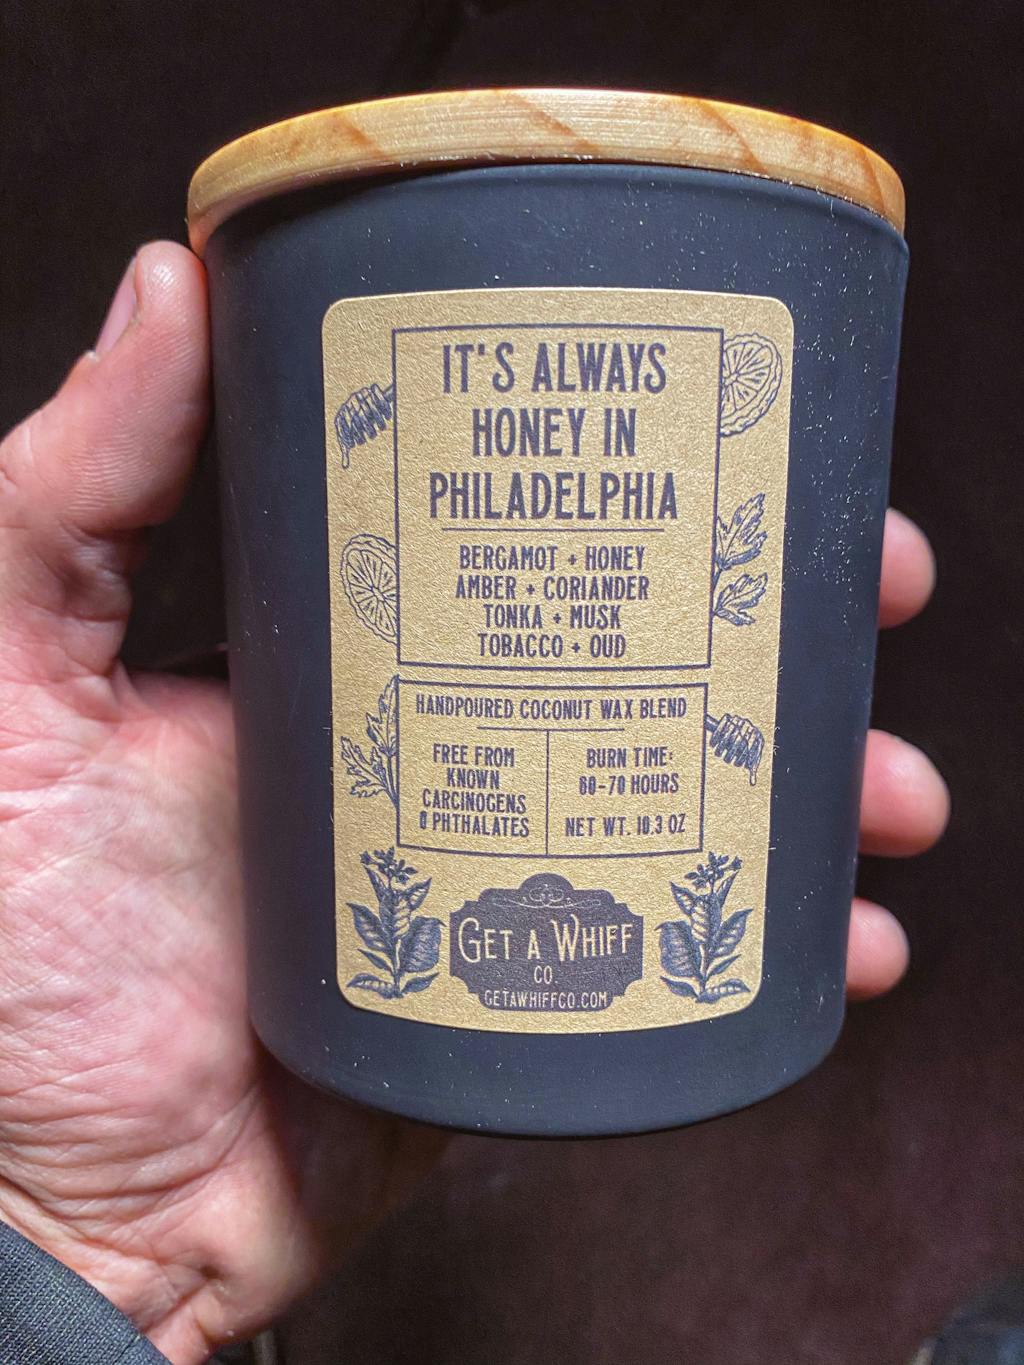 IT'S ALWAYS
HONEY IN
PHILADELPHIA
BERGAMOT + HONEY
AMBER + CORIANDER
TONKA + MUSK
TOBACCO + OUD
HANDPOURED COCONUT WAX BLEND
FREE FROM
KNOWN
CARCINOGENS
& PHTHALATES
BURN TIME:
60-70 HOURS
NET WT. 10.3 OZ
GET A WHIFF
CO.
GETAWHIFFCO.COM